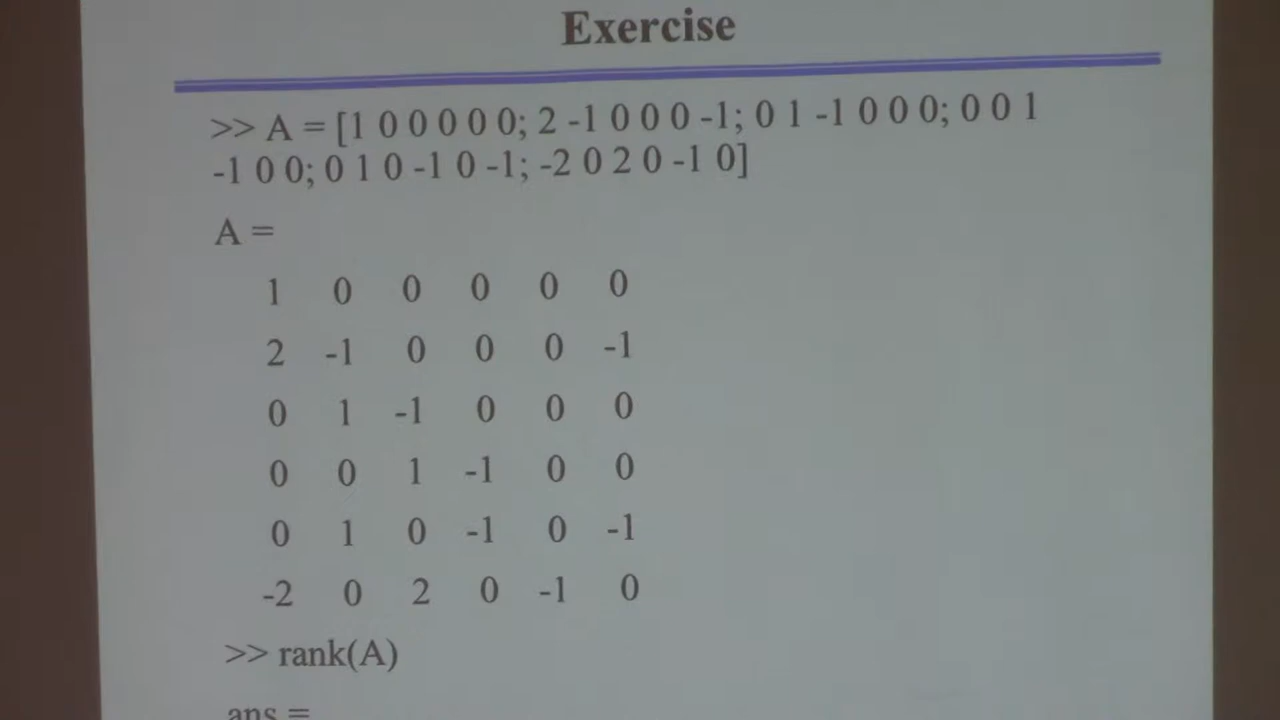 Exercise
>> A = [1 0 0 0 0 0; 2 -1 0 0 0 -1; 0 1 -1 0 0 0; 0 0 1
-1 0 0; 0 1 0 -1 0 -1; -2 0 2 0 -1 0]
A =
1 0 0 0 0 0
2 -1 0 0 0 -1
0 1 -1 0 0 0
0 0 1 -1 0 0
0 1 0 -1 0 -1
-2 0 2 0 -1 0
>> rank(A)
ans =